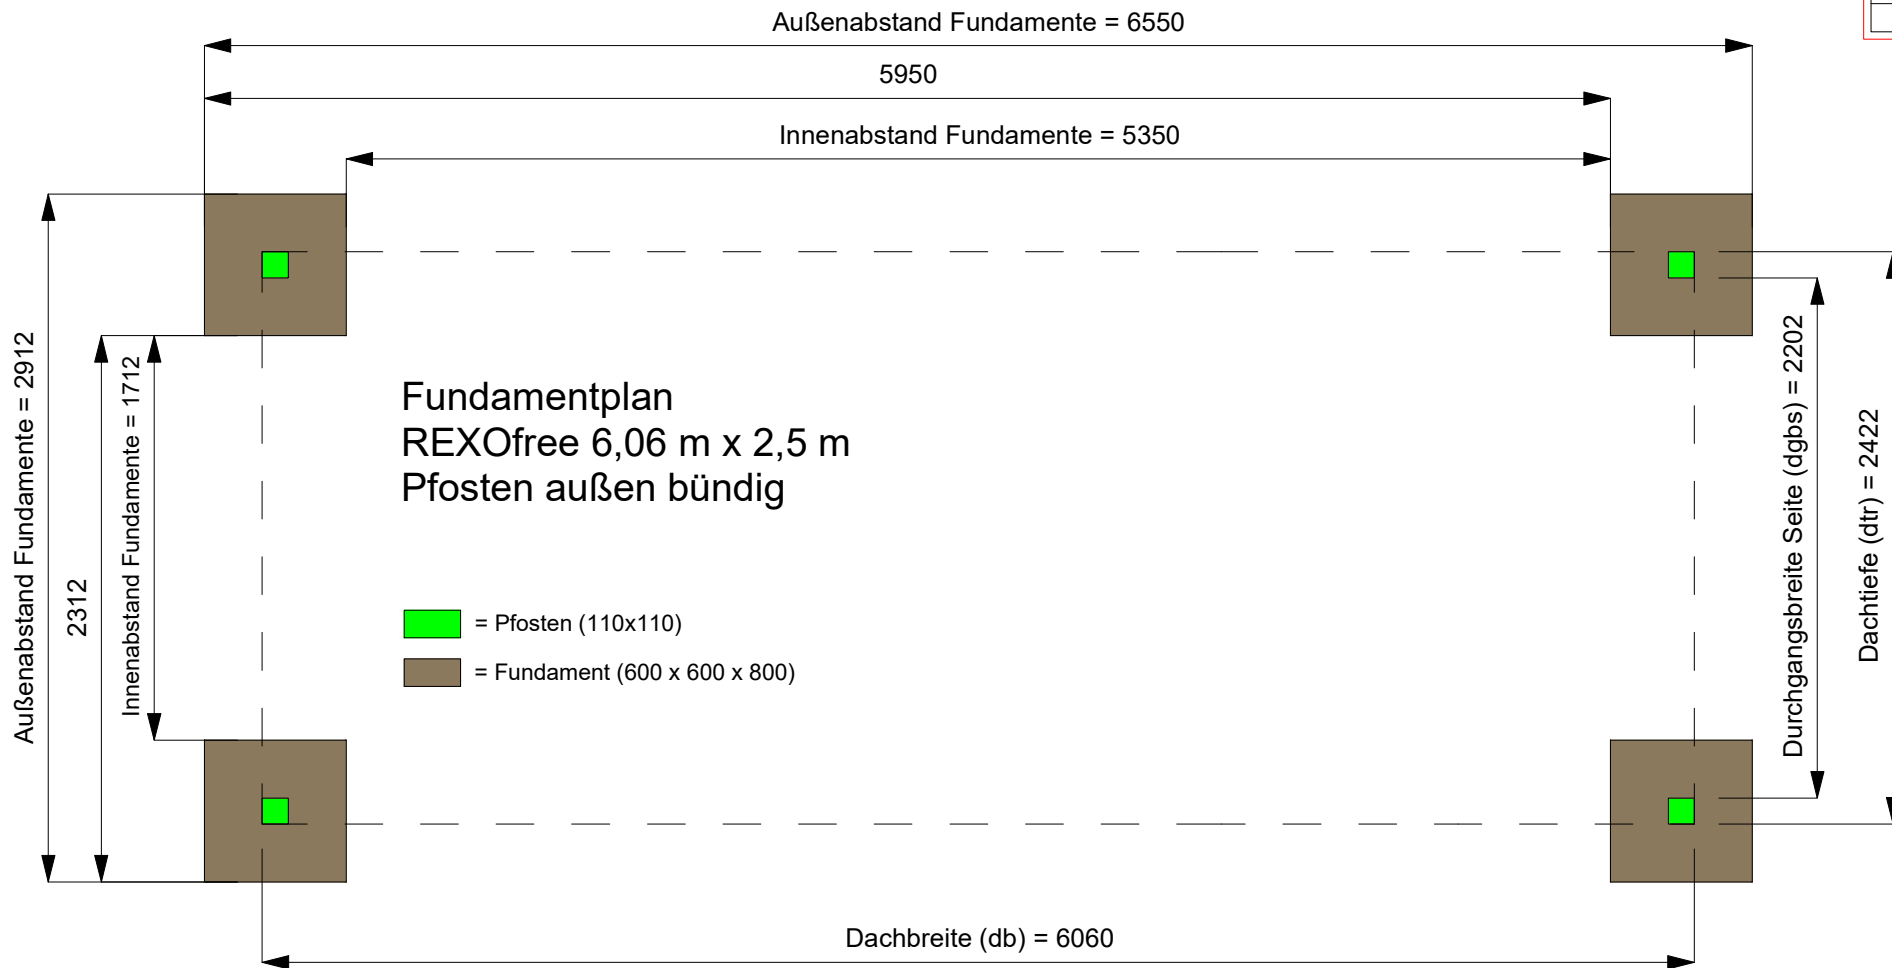 Außenabstand Fundamente = 6550
5950
Innenabstand Fundamente = 5350
Außenabstand Fundamente = 2912
2312
Innenabstand Fundamente = 1712
Fundamentplan
REXOfree 6,06 m x 2,5 m
Pfosten außen bündig
= Pfosten (110x110)
= Fundament (600 x 600 x 800)
Durchgangsbreite Seite (dgbs) = 2202
Dachtiefe (dtr) = 2422
Dachbreite (db) = 6060